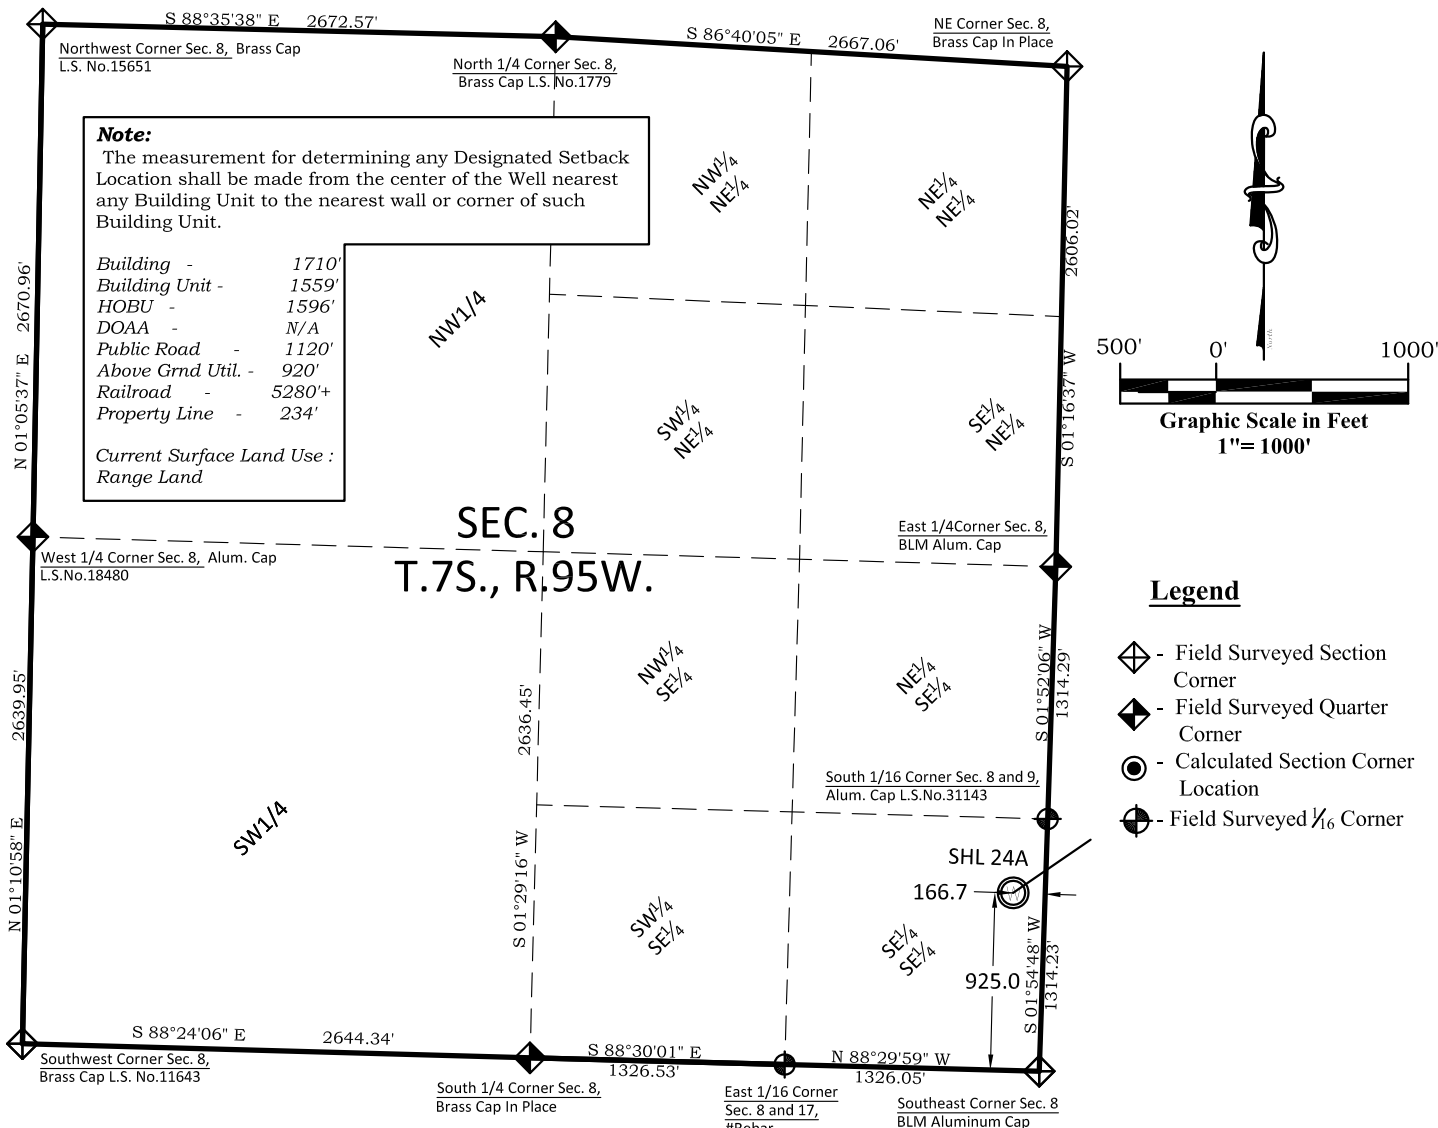 S 88°35'38" E 2672.57'
S 86°40'05" E 2667.06'
NE Corner Sec. 8,
Brass Cap In Place
Northwest Corner Sec. 8, Brass Cap
L.S. No.15651
North 1/4 Corner Sec. 8,
Brass Cap L.S. No.1779
Note:
The measurement for determining any Designated Setback
Location shall be made from the center of the Well nearest
any Building Unit to the nearest wall or corner of such
Building Unit.
Building - 1710'
Building Unit - 1559'
HOBU - 1596'
DOAA - N/A
Public Road - 1120'
Above Grnd Util. - 920'
Railroad - 5280'+
Property Line - 234'
Current Surface Land Use :
Range Land
NW1/4
NW1/4
NE1/4
NE1/4
NE1/4
SW1/4
NE1/4
SE1/4
NE1/4
N 01°05'37" E 2670.96'
2606.02'
S 01°16'37" W
North
500' 0' 1000'
Graphic Scale in Feet
1"= 1000'
SEC. 8
T.7S., R.95W.
East 1/4Corner Sec. 8,
BLM Alum. Cap
West 1/4 Corner Sec. 8, Alum. Cap
L.S.No.18480
Legend
- Field Surveyed Section
Corner
- Field Surveyed Quarter
Corner
- Calculated Section Corner
Location
- Field Surveyed 1/16 Corner
NW1/4
SE1/4
NE1/4
SE1/4
S 01°52'06" W
1314.29'
2639.95'
N 01°10'58" E
2636.45'
S 01°29'16" W
South 1/16 Corner Sec. 8 and 9,
Alum. Cap L.S.No.31143
SW1/4
SHL 24A
166.7
SW1/4
SE1/4
SE1/4
SE1/4
925.0
S 01°54'48" W
1314.23'
S 88°24'06" E 2644.34'
S 88°30'01" E
1326.53'
N 88°29'59" W
1326.05'
Southwest Corner Sec. 8,
Brass Cap L.S. No.11643
South 1/4 Corner Sec. 8,
Brass Cap In Place
East 1/16 Corner
Sec. 8 and 17,
#Rebar
Southeast Corner Sec. 8
BLM Aluminum Cap